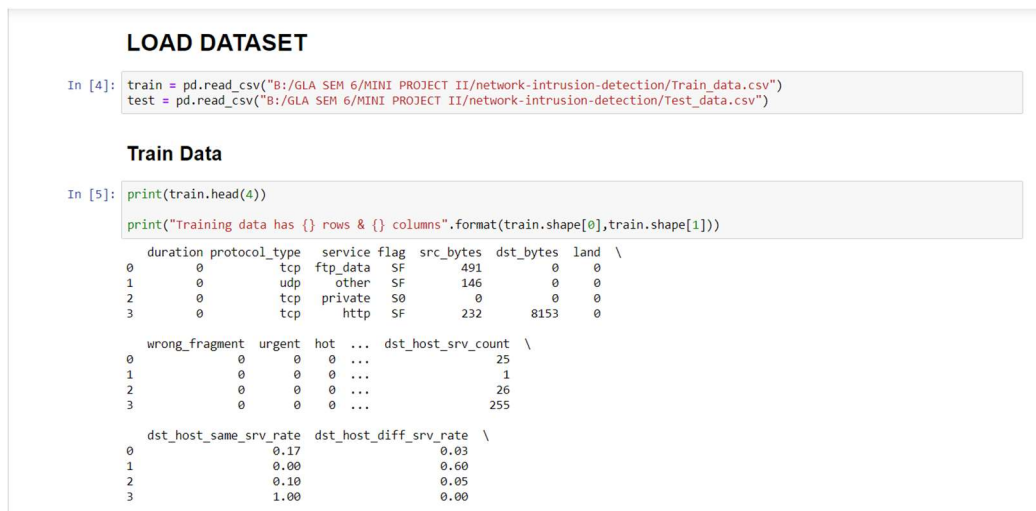 LOAD DATASET
In [4]: train = pd.read_csv("B:/GLA SEM 6/MINI PROJECT II/network-intrusion-detection/Train_data.csv")
test = pd.read_csv("B:/GLA SEM 6/MINI PROJECT II/network-intrusion-detection/Test_data.csv")
Train Data
In [5]: print(train.head(4))
print("Training data has {} rows & {} columns".format(train.shape[0],train.shape[1]))
duration protocol_type service flag src_bytes dst_bytes land \
0 0 tcp ftp_data SF 491 0 0
1 0 udp other SF 146 0 0
2 0 tcp private S0 0 0 0
3 0 tcp http SF 232 8153 0
wrong_fragment urgent hot ... dst_host_srv_count \
0 0 0 0 ... 25
1 0 0 0 ... 1
2 0 0 0 ... 26
3 0 0 0 ... 255
dst_host_same_srv_rate dst_host_diff_srv_rate \
0 0.17 0.03
1 0.00 0.60
2 0.10 0.05
3 1.00 0.00